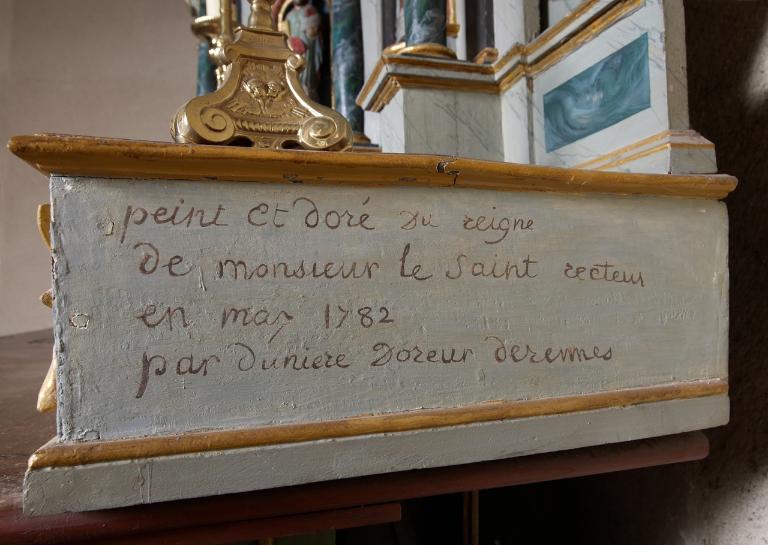 peint et doré du reigne
de monsieur le saint recteur
en may 1782
par duniere doreur derennes